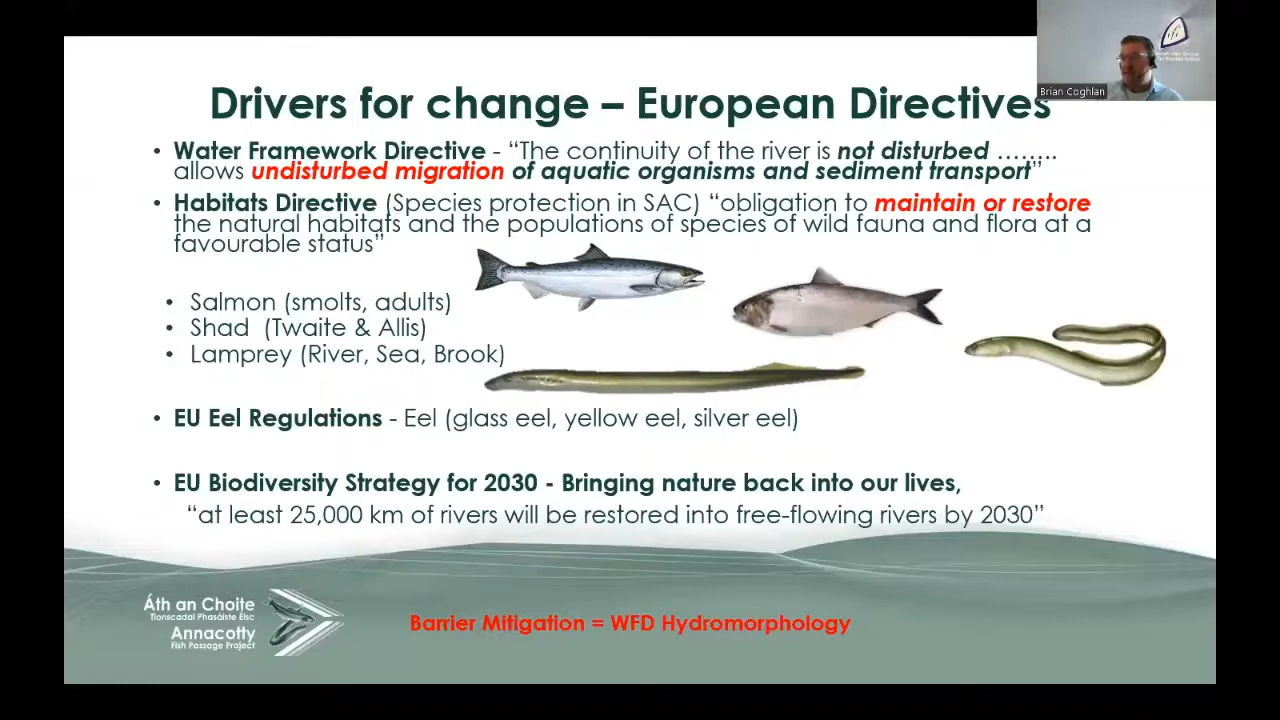 Drivers for change – European Directives
Brian Coghlan
• Water Framework Directive - “The continuity of the river is not disturbed ……..
allows undisturbed migration of aquatic organisms and sediment transport”
• Habitats Directive (Species protection in SAC) “obligation to maintain or restore
the natural habitats and the populations of species of wild fauna and flora at a
favourable status”
• Salmon (smolts, adults)
• Shad (Twaite & Allis)
• Lamprey (River, Sea, Brook)
• EU Eel Regulations - Eel (glass eel, yellow eel, silver eel)
• EU Biodiversity Strategy for 2030 - Bringing nature back into our lives,
“at least 25,000 km of rivers will be restored into free-flowing rivers by 2030”
Áth an Choite
Tionscadal Phasáiste Éisc
Annacotty
Fish Passage Project
Barrier Mitigation = WFD Hydromorphology